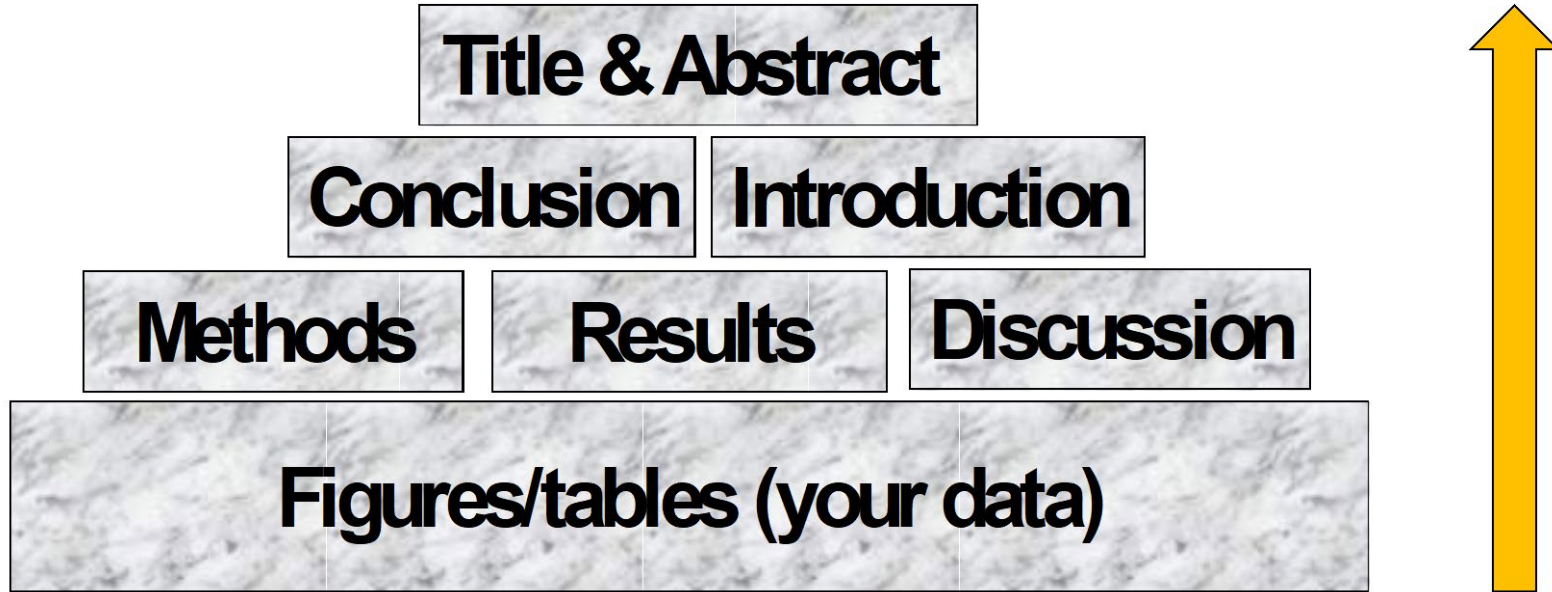 Title & Abstract
Conclusion Introduction
Methods Results Discussion
Figures/tables (your data)